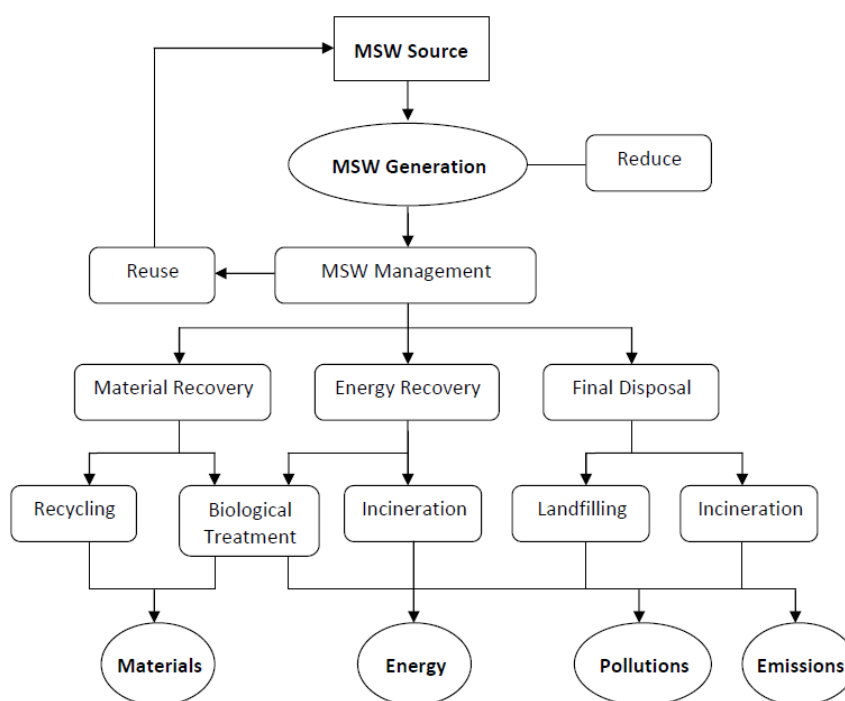 MSW Source
MSW Generation
Reduce
Reuse
MSW Management
Material Recovery
Energy Recovery
Final Disposal
Recycling
Biological
Treatment
Incineration
Landfilling
Incineration
Materials
Energy
Pollutions
Emissions